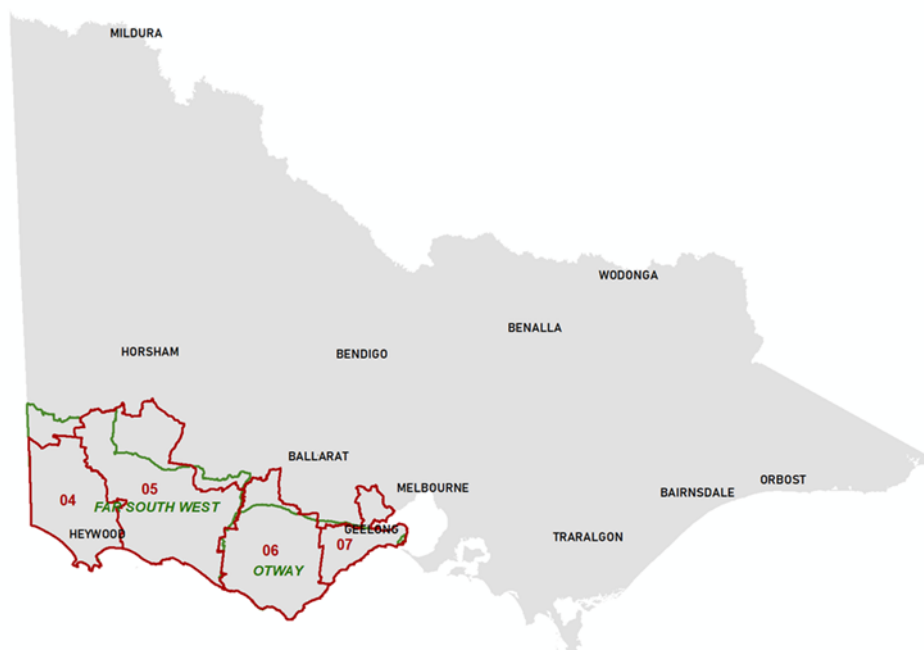 MILDURA
WODONGA
BENALLA
HORSHAM
BENDIGO
BALLARAT
ORBOST
MELBOURNE
BAIRNSDALE
04
05
FAR SOUTH WEST
HEYWOOD
GEELONG
TRARALGON
06
07
OTWAY